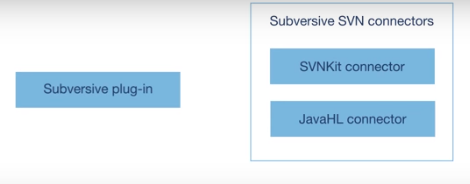 Subversive SVN connectors
SVNKit connector
Subversive plug-in
JavaHL connector